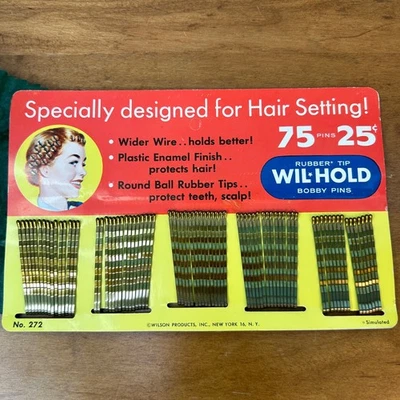 Specially designed for Hair Setting!
• Wider Wire..holds better!
• Plastic Enamel Finish..
protects hair!
• Round Ball Rubber Tips..
protect teeth, scalp!
75 PINS 25¢
RUBBER* TIP
WIL-HOLD
BOBBY PINS
No. 272
©WILSON PRODUCTS, INC., NEW YORK 16, N.Y.
*Simulated